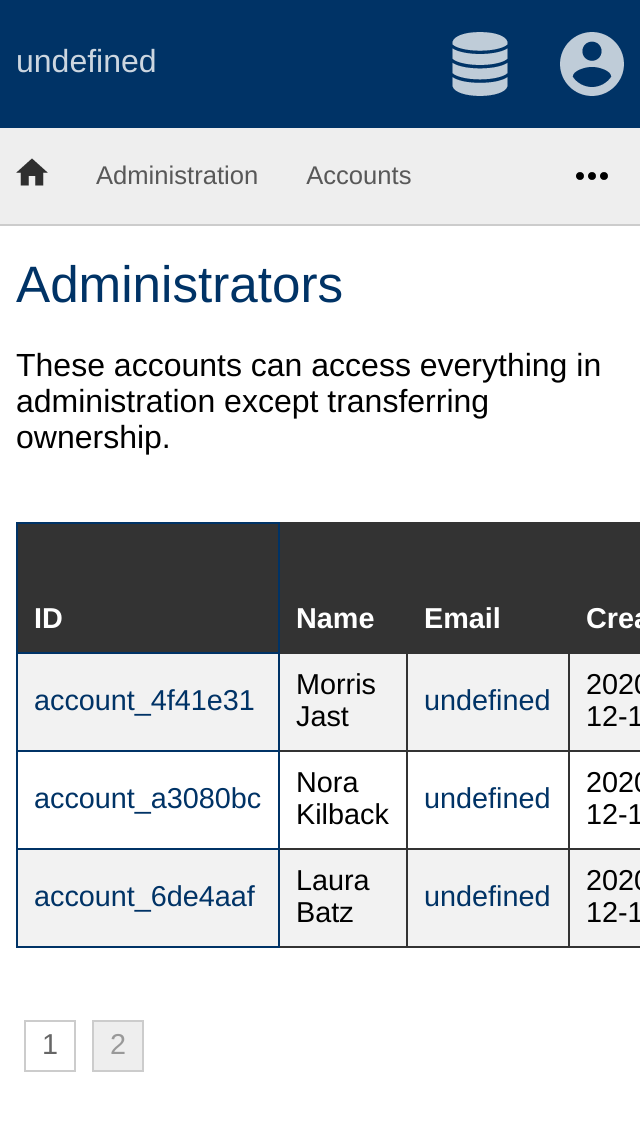 undefined
Administration Accounts
Administrators
These accounts can access everything in
administration except transferring
ownership.
ID Name Email Crea
account_4f41e31 Morris Jast undefined 2020 12-1
account_a3080bc Nora Kilback undefined 2020 12-1
account_6de4aaf Laura Batz undefined 2020 12-1
1 2